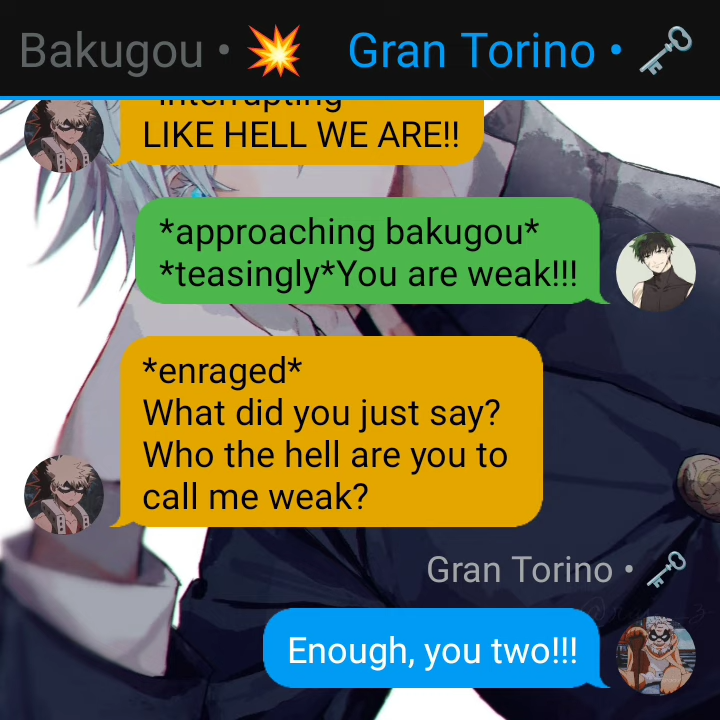 Bakugou • 💥 Gran Torino • 🗝️
*interrupting*
LIKE HELL WE ARE!!
*approaching bakugou*
*teasingly*You are weak!!!
*enraged*
What did you just say?
Who the hell are you to
call me weak?
Gran Torino • 🗝️
Enough, you two!!!